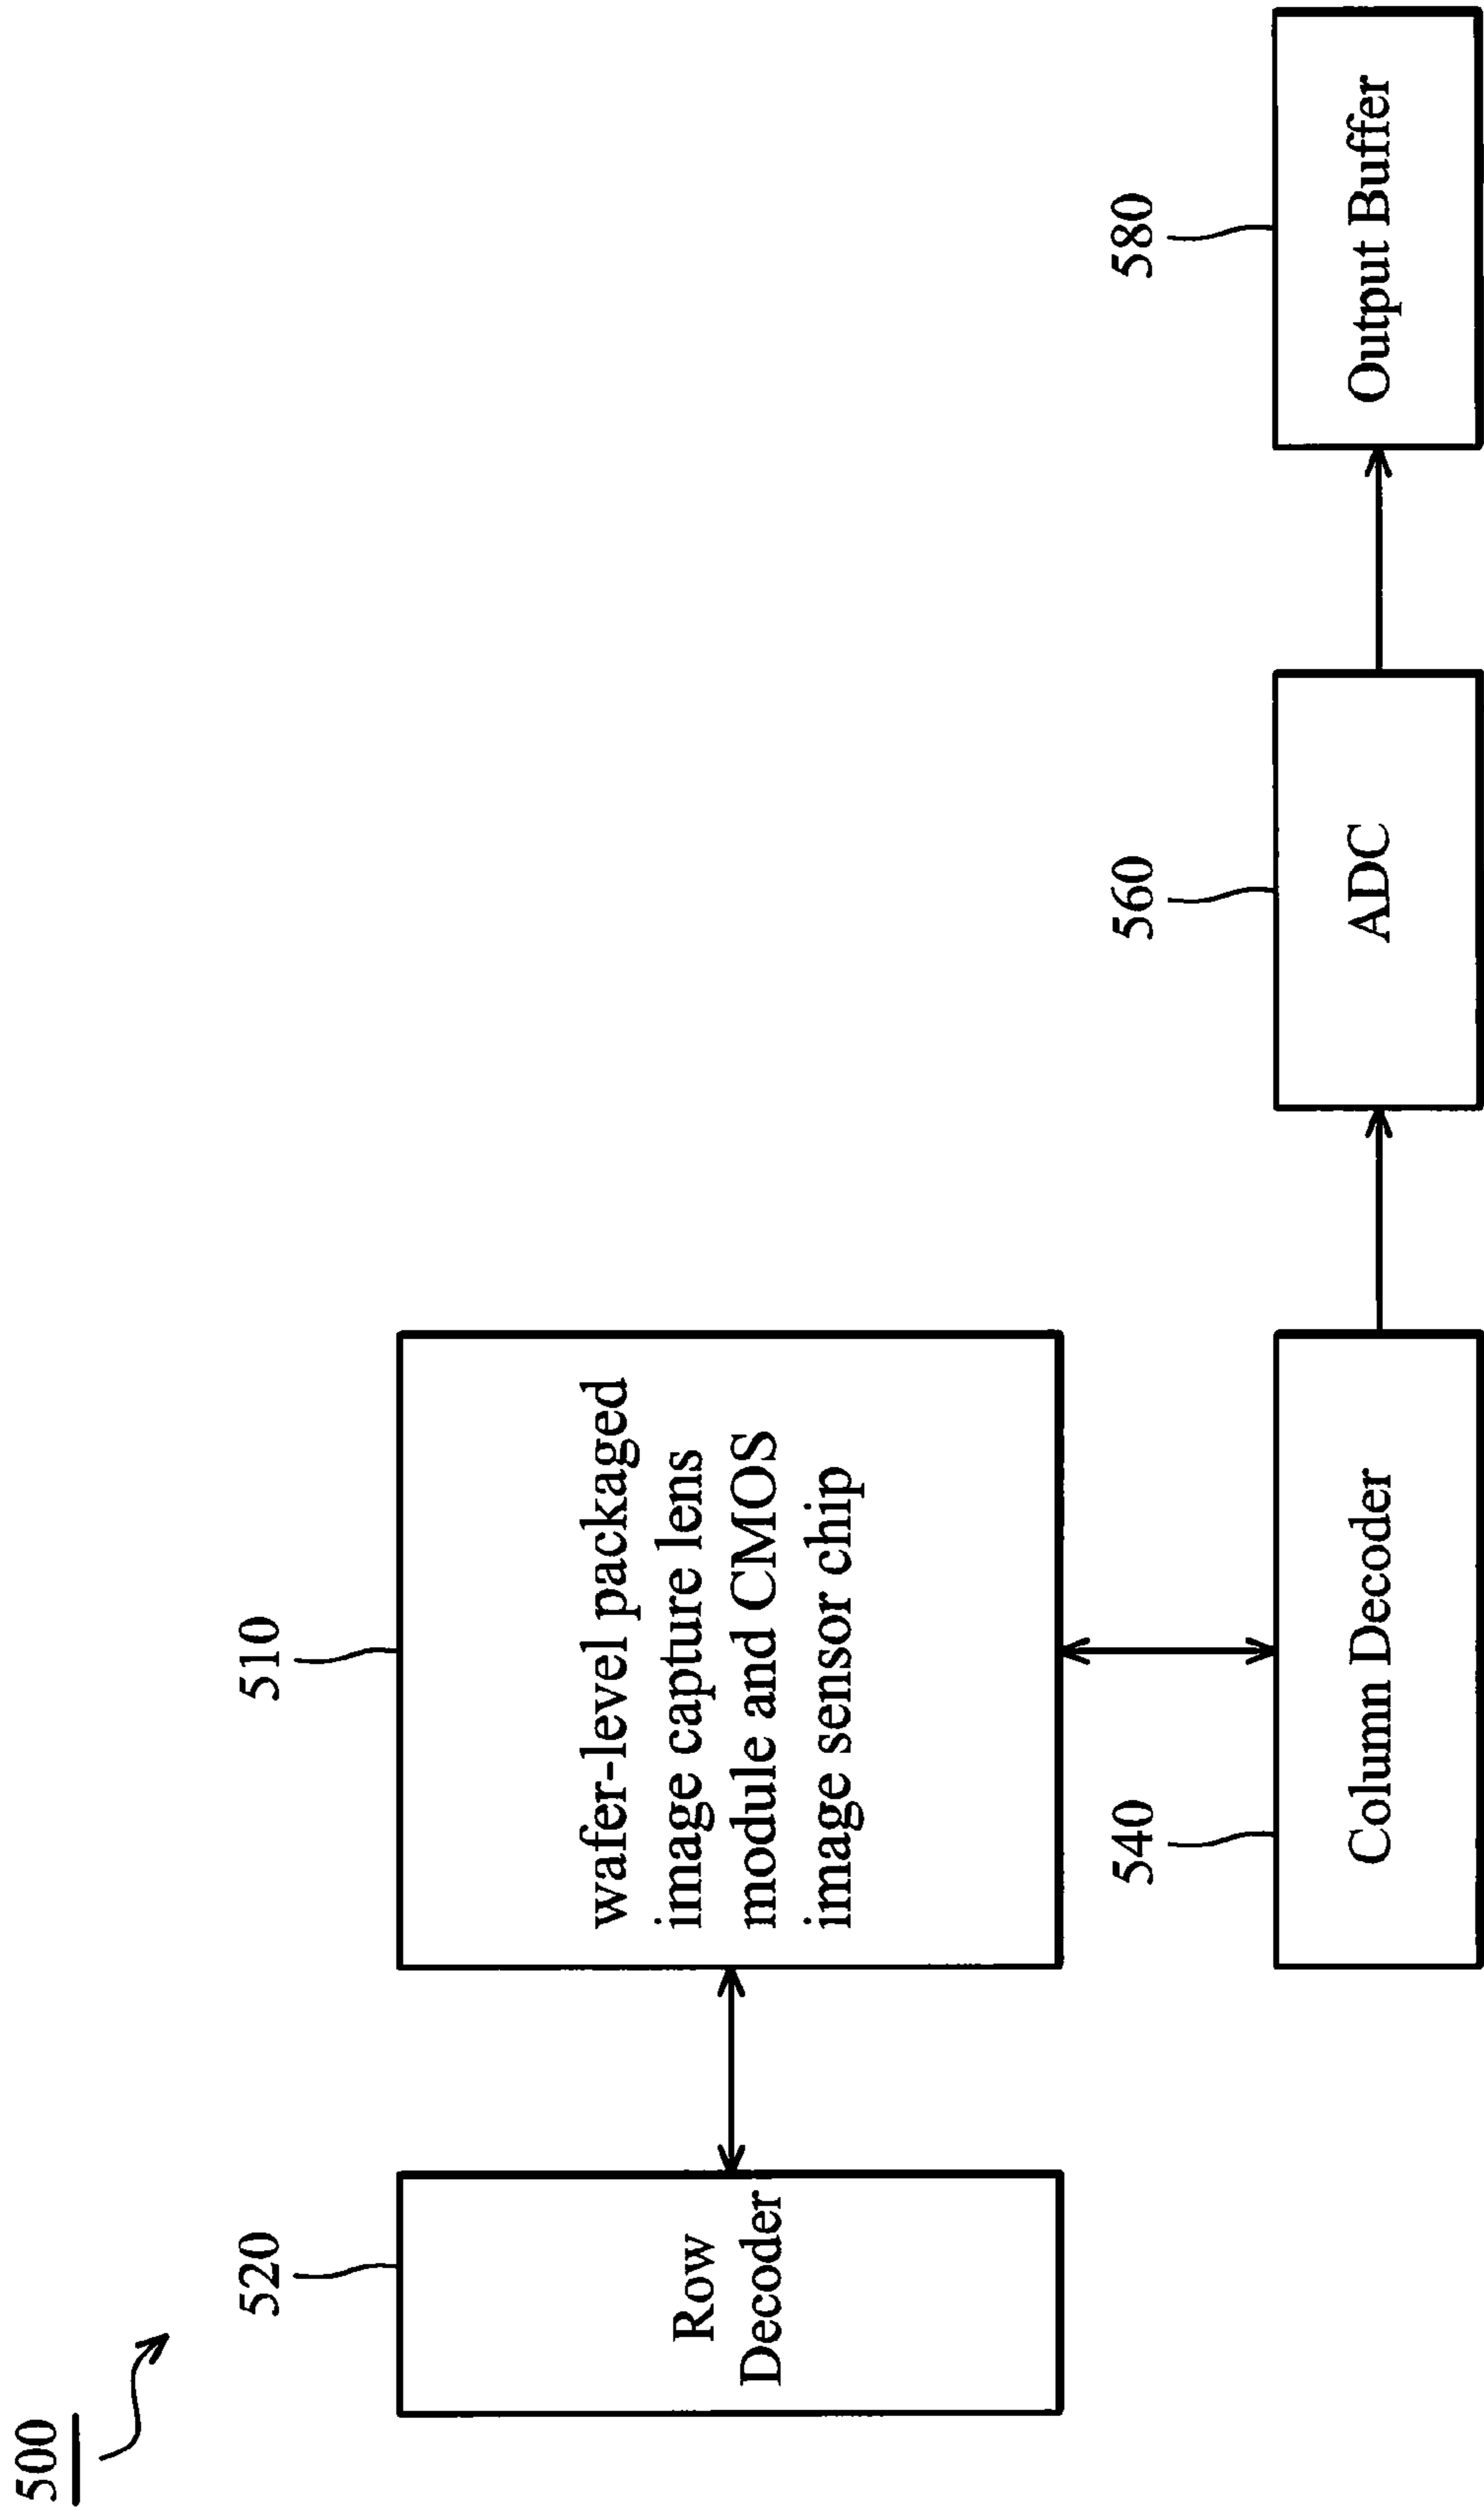 500
520
Row
Decoder
510
wafer-level packaged
image capture lens
module and CMOS
image sensor chip
540
Column Decoder
560
ADC
580
Output Buffer